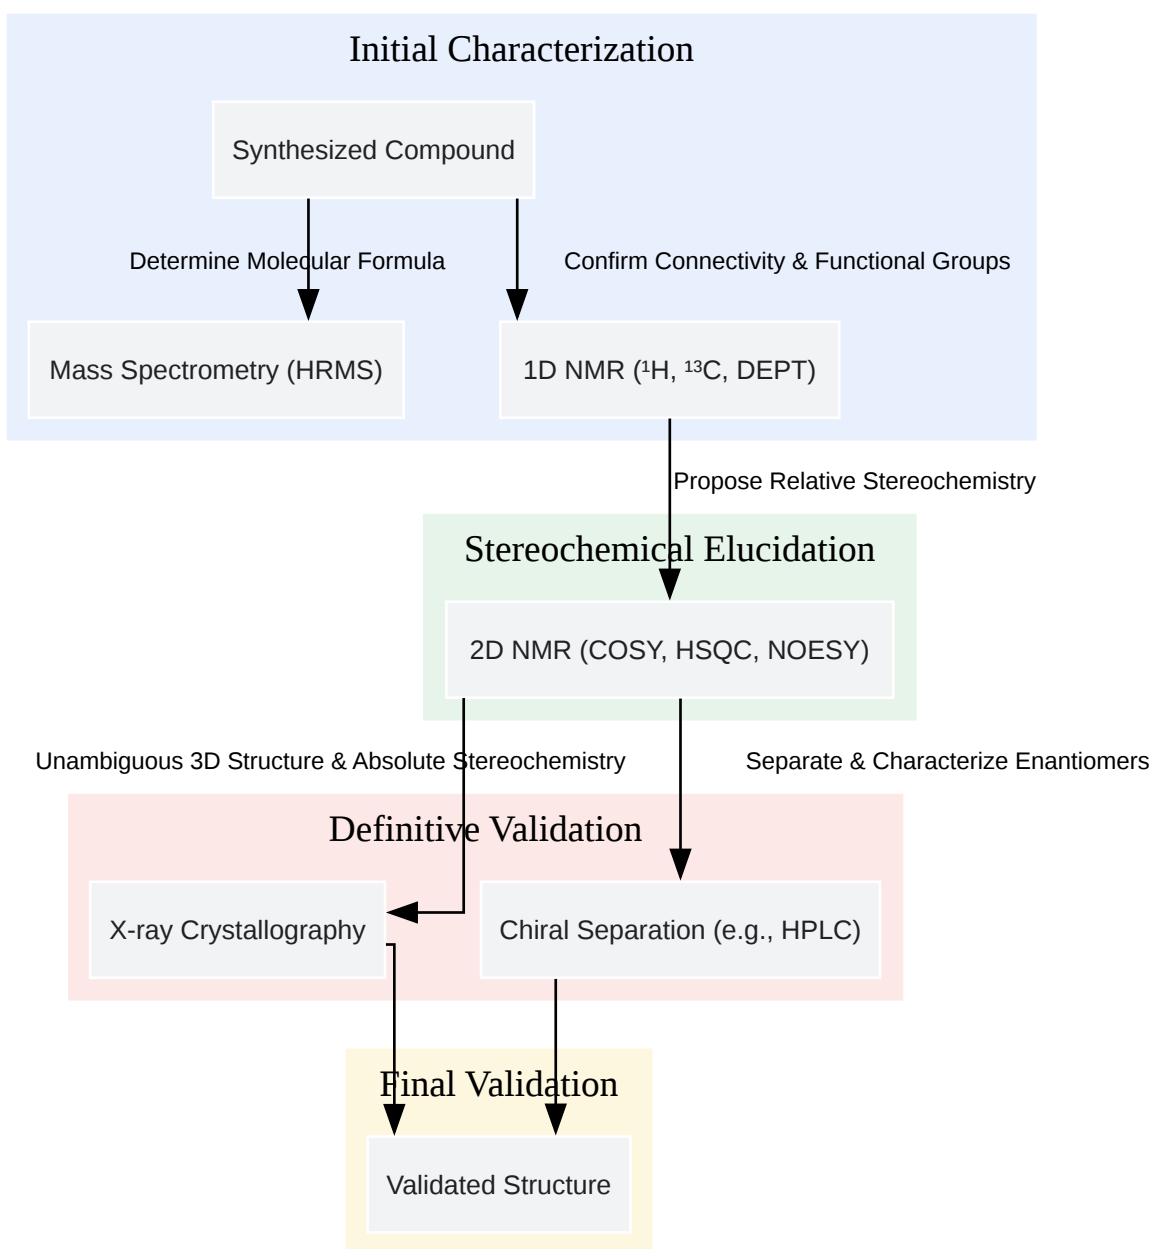 Initial Characterization
Synthesized Compound
Determine Molecular Formula
Confirm Connectivity & Functional Groups
Mass Spectrometry (HRMS)
1D NMR (¹H, ¹³C, DEPT)
Propose Relative Stereochemistry
Stereochemical Elucidation
2D NMR (COSY, HSQC, NOESY)
Unambiguous 3D Structure & Absolute Stereochemistry
Separate & Characterize Enantiomers
Definitive Validation
X-ray Crystallography
Chiral Separation (e.g., HPLC)
Final Validation
Validated Structure